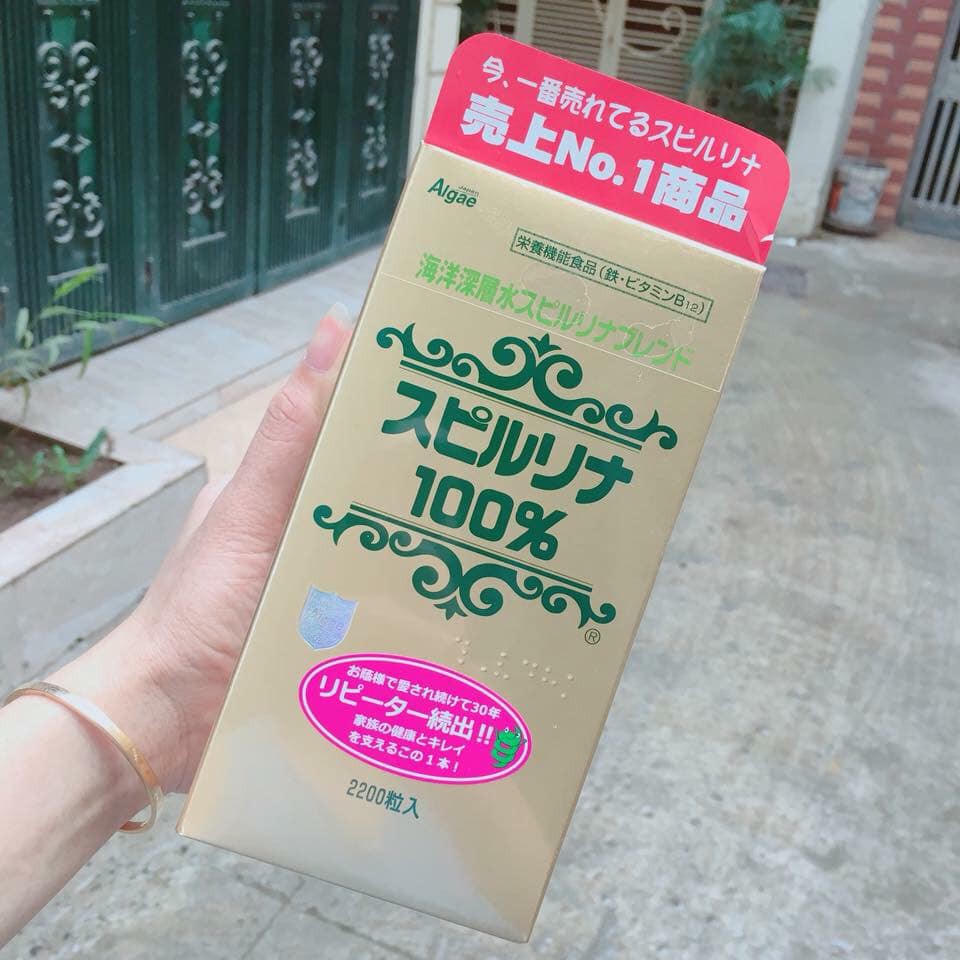 今、一番売れてるスピルリナ
売上No.1商品
JAPAN
Algae
栄養機能食品(鉄・ビタミンB12)
海洋深層水スピルリナブレンド
スピルリナ
100%
®
お蔭様で愛され続けて30年
リピーター続出!!
家族の健康とキレイ
を支えるこの1本!
2200粒入